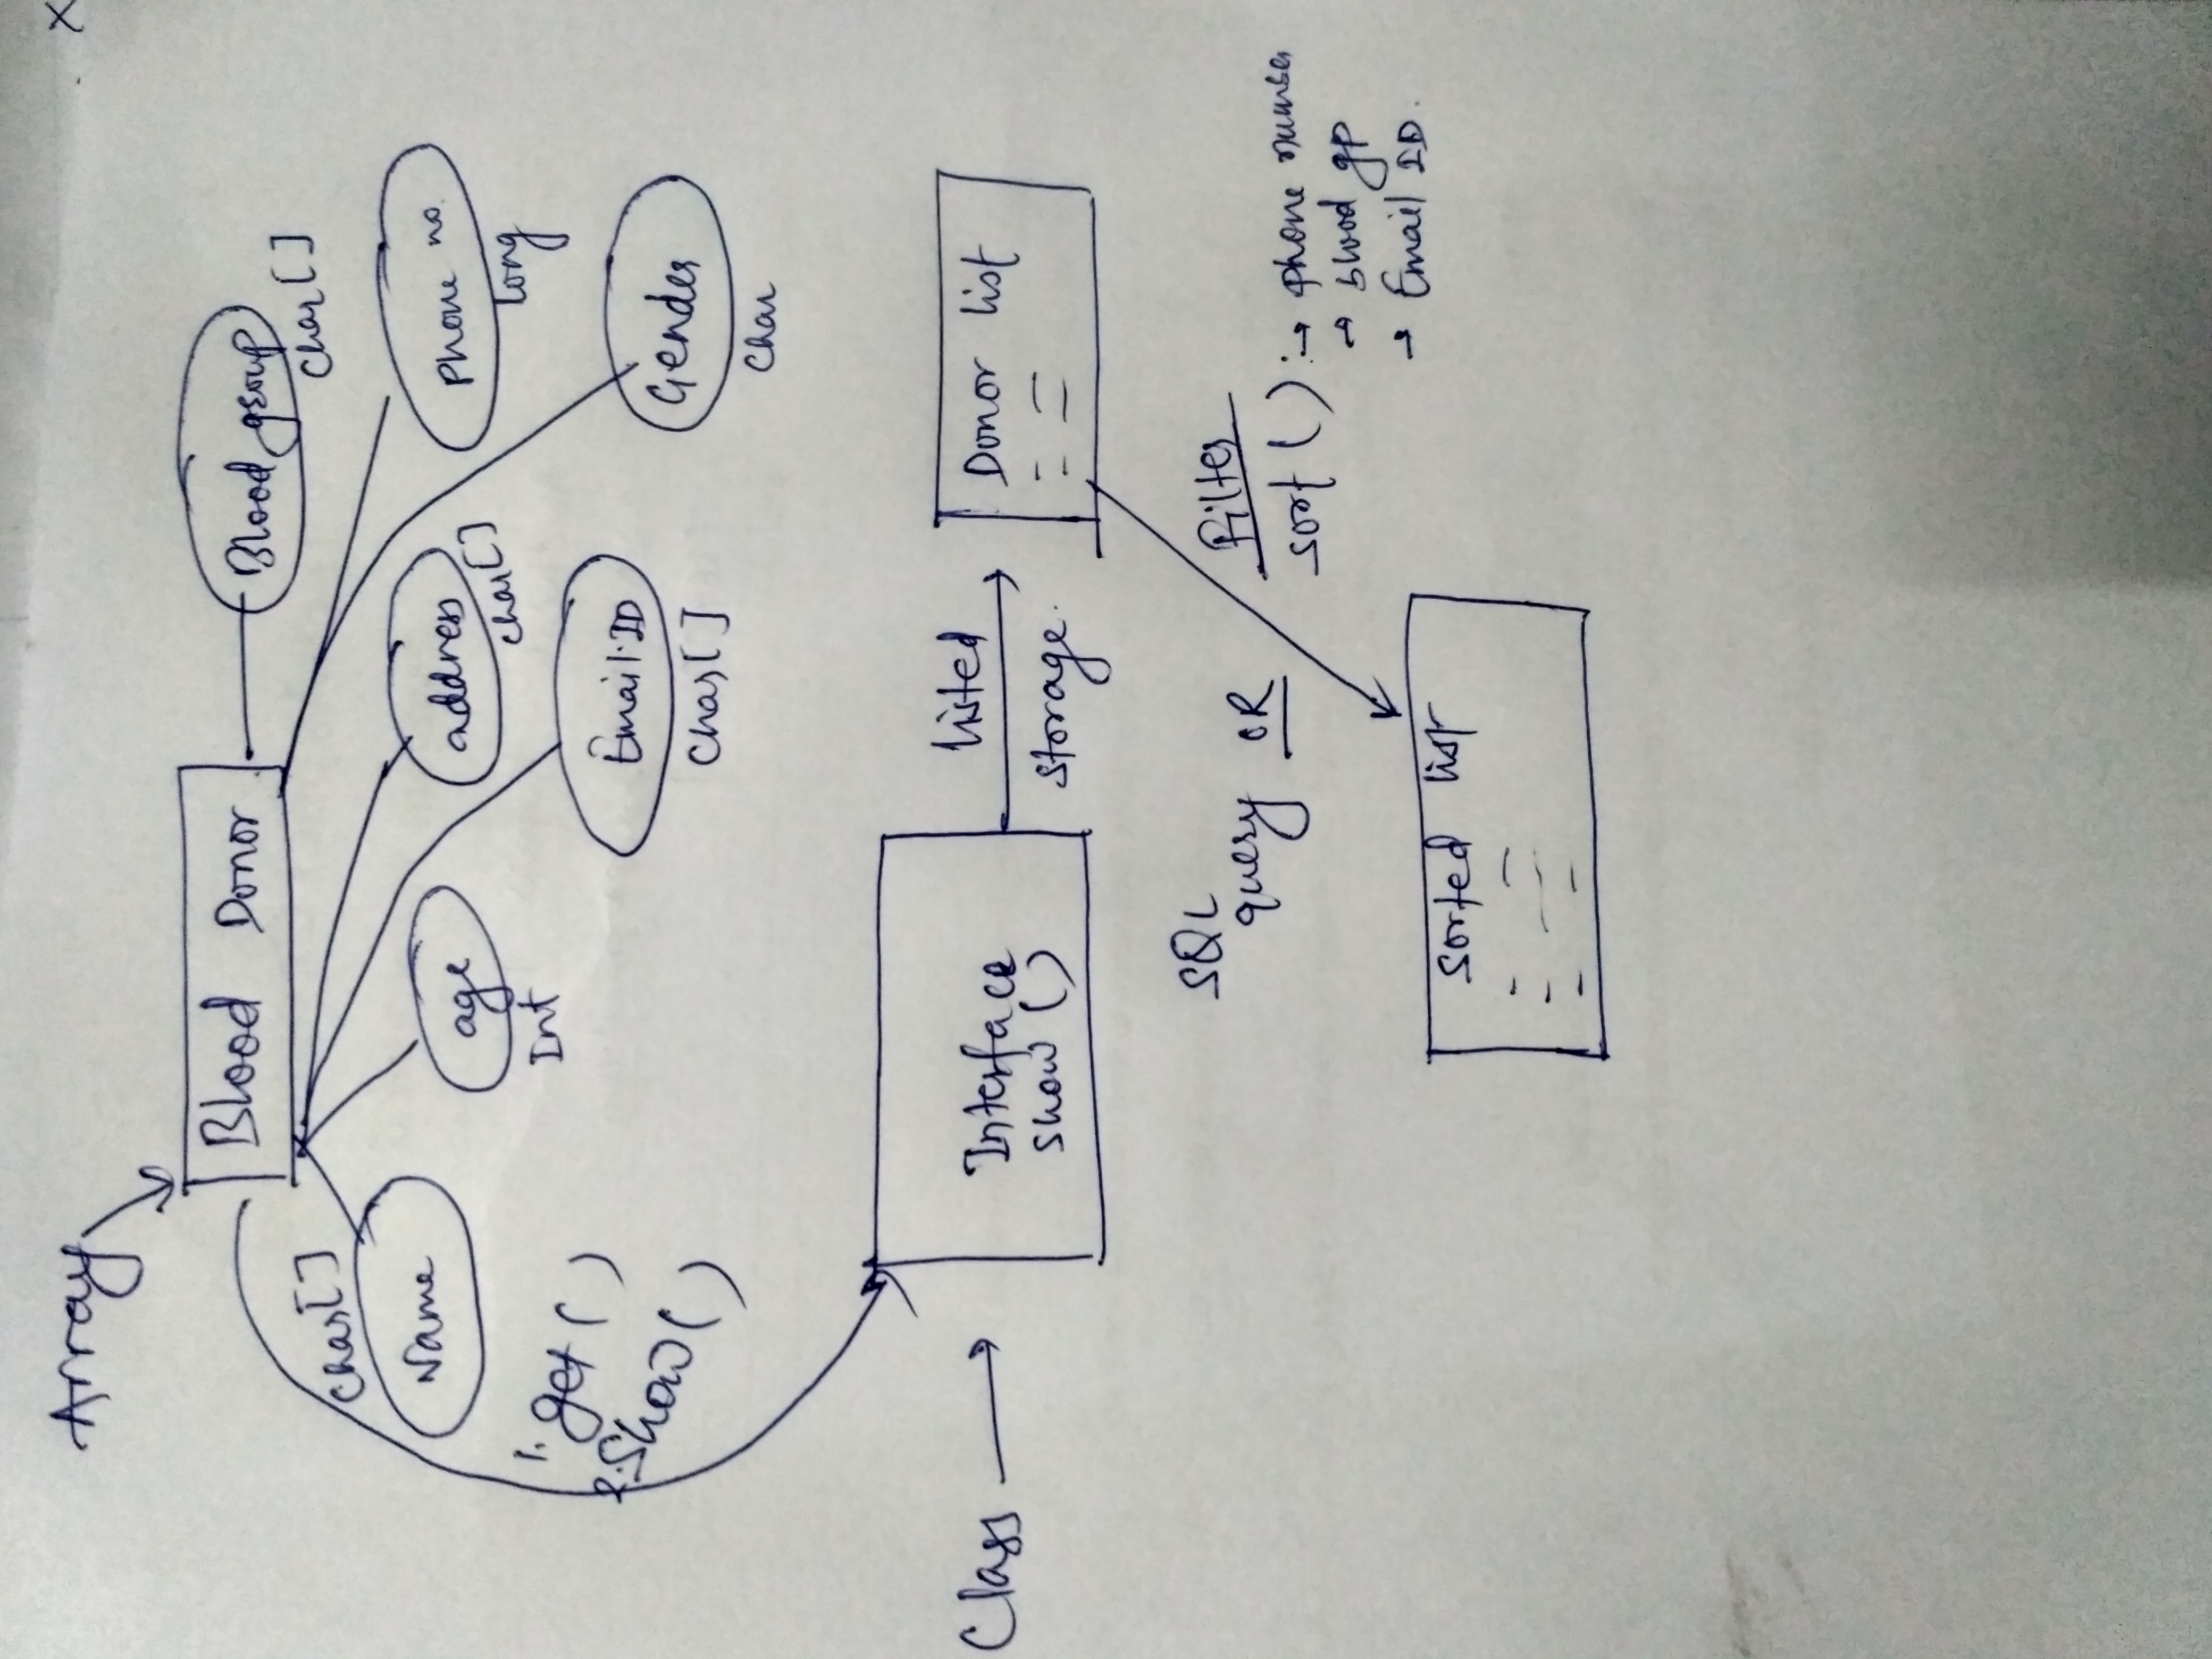 Array
Blood Donor
Blood group
Char[]
Phone no.
long
Gender
Char
address
char[]
Email·ID
Char[]
age
Int
Char[]
Name
1. get()
2. Show()
Class
Interface
show()
listed
storage.
Donor list
SQL
query OR
Filter
sort() :→ Phone number
→ blood gp
→ Email ID.
Sorted list